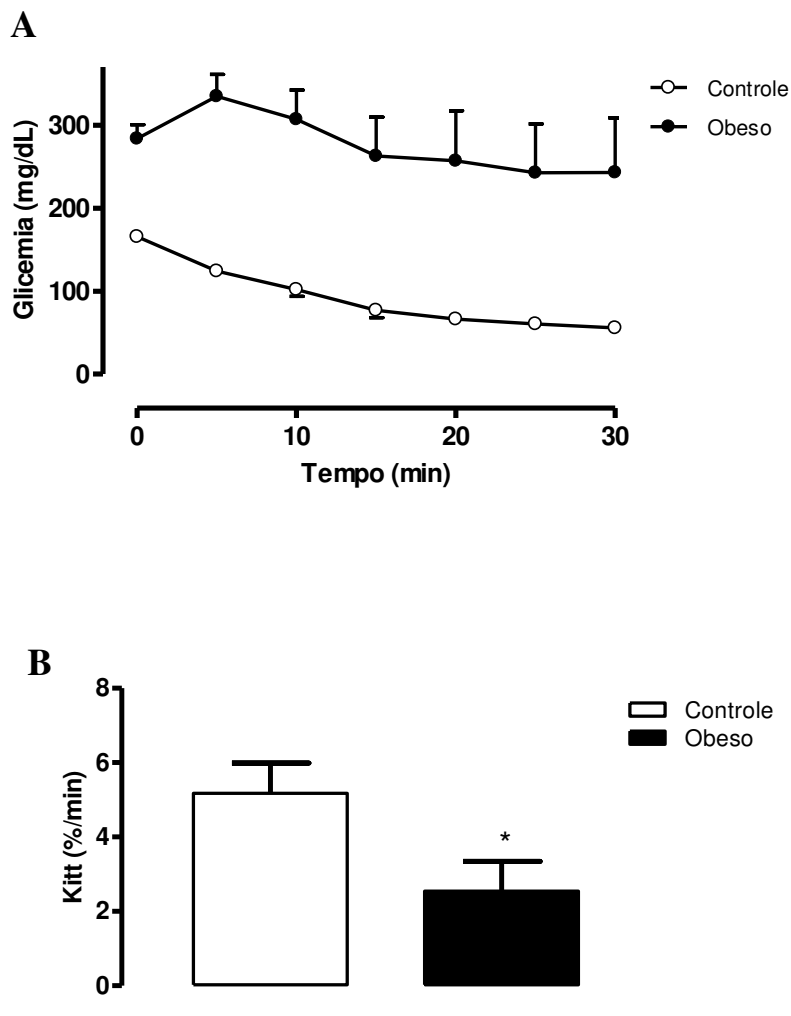 A
Controle
Obeso
Glicemia (mg/dL)
300
200
100
0
0 10 20 30
Tempo (min)
B
Controle
Obeso
Kitt (%/min)
8
6
4
2
0
*